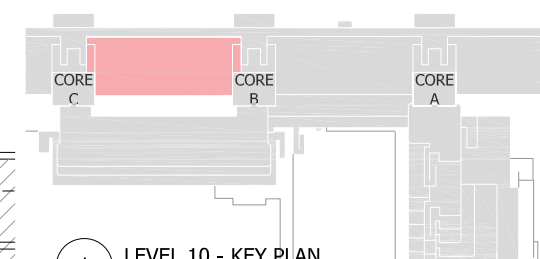 CORE
C
CORE
B
CORE
A
LEVEL 10 - KEY PLAN